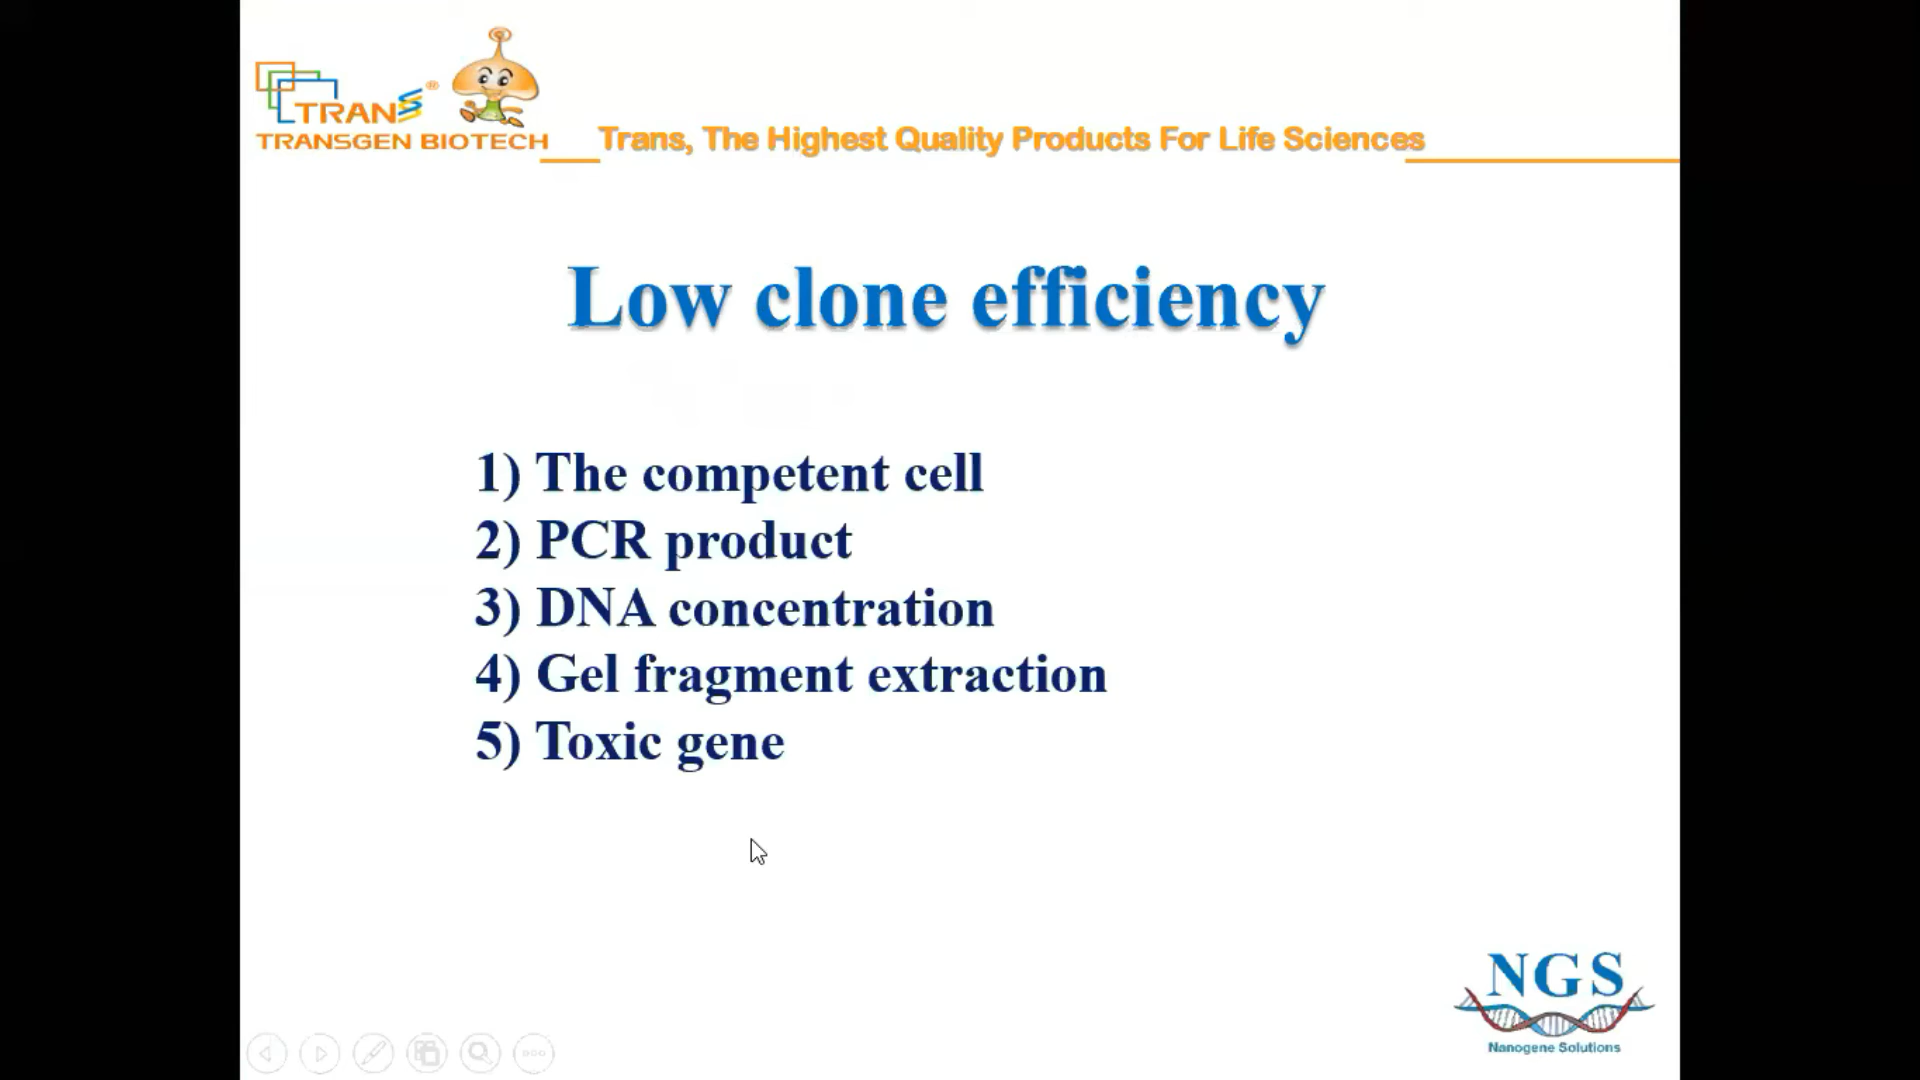 TRANS®
TRANSGEN BIOTECH
Trans, The Highest Quality Products For Life Sciences
Low clone efficiency
1) The competent cell
2) PCR product
3) DNA concentration
4) Gel fragment extraction
5) Toxic gene
NGS
Nanogene Solutions